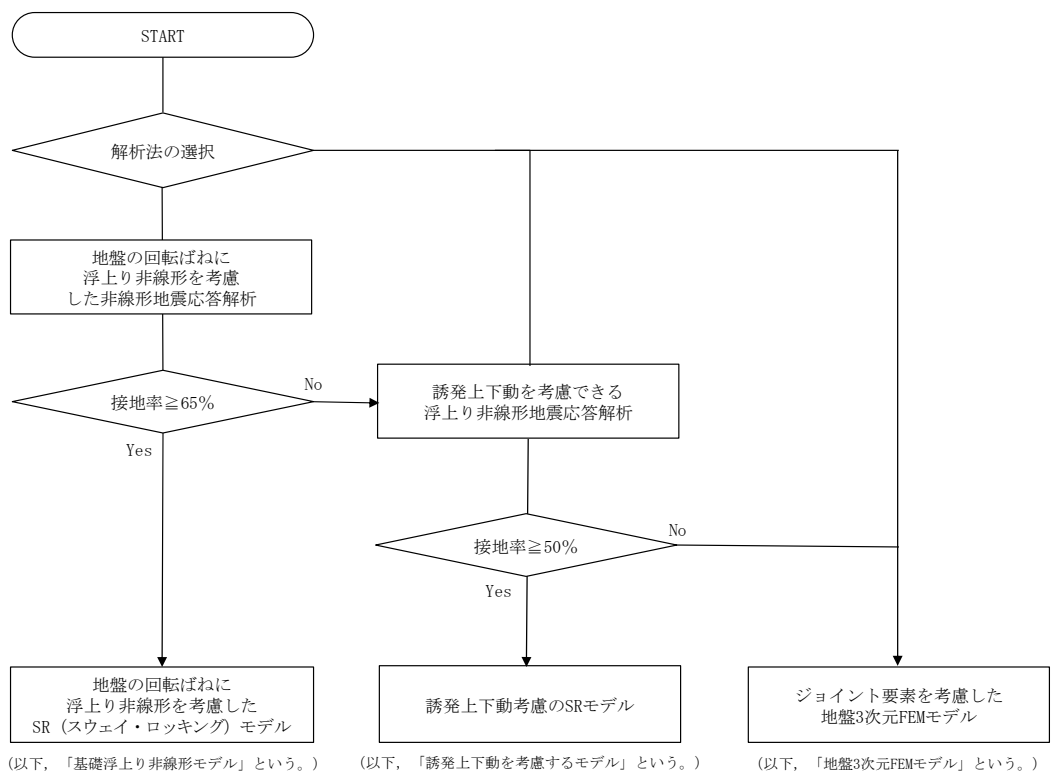 START
解析法の選択
地盤の回転ばねに
浮上り非線形を考慮
した非線形地震応答解析
接地率≧65%
No
Yes
誘発上下動を考慮できる
浮上り非線形地震応答解析
接地率≧50%
No
Yes
地盤の回転ばねに
浮上り非線形を考慮した
SR（スウェイ・ロッキング）モデル
(以下，「基礎浮上り非線形モデル」という。)
誘発上下動考慮のSRモデル
(以下，「誘発上下動を考慮するモデル」という。)
ジョイント要素を考慮した
地盤3次元FEMモデル
(以下，「地盤3次元FEMモデル」という。)